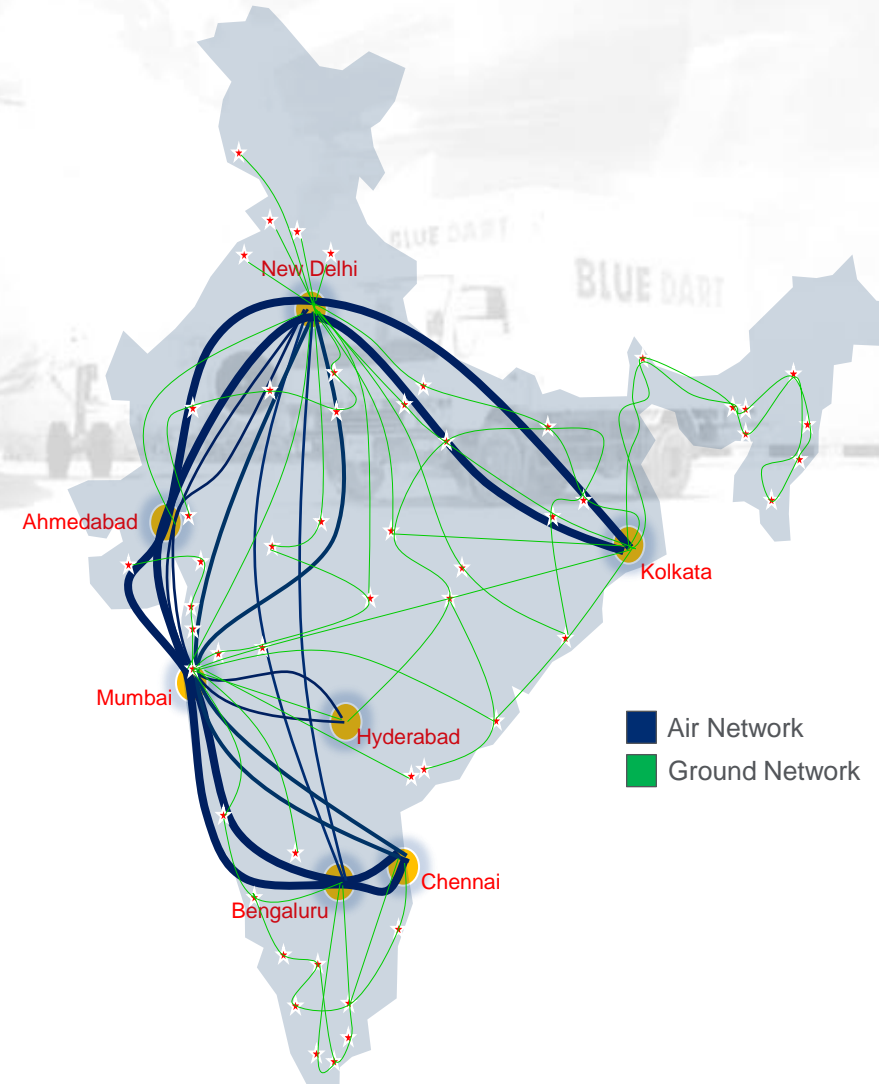 BLUE DART
New Delhi
BLUE DART
Ahmedabad
Kolkata
Mumbai
Hyderabad
Air Network
Ground Network
Chennai
Bengaluru